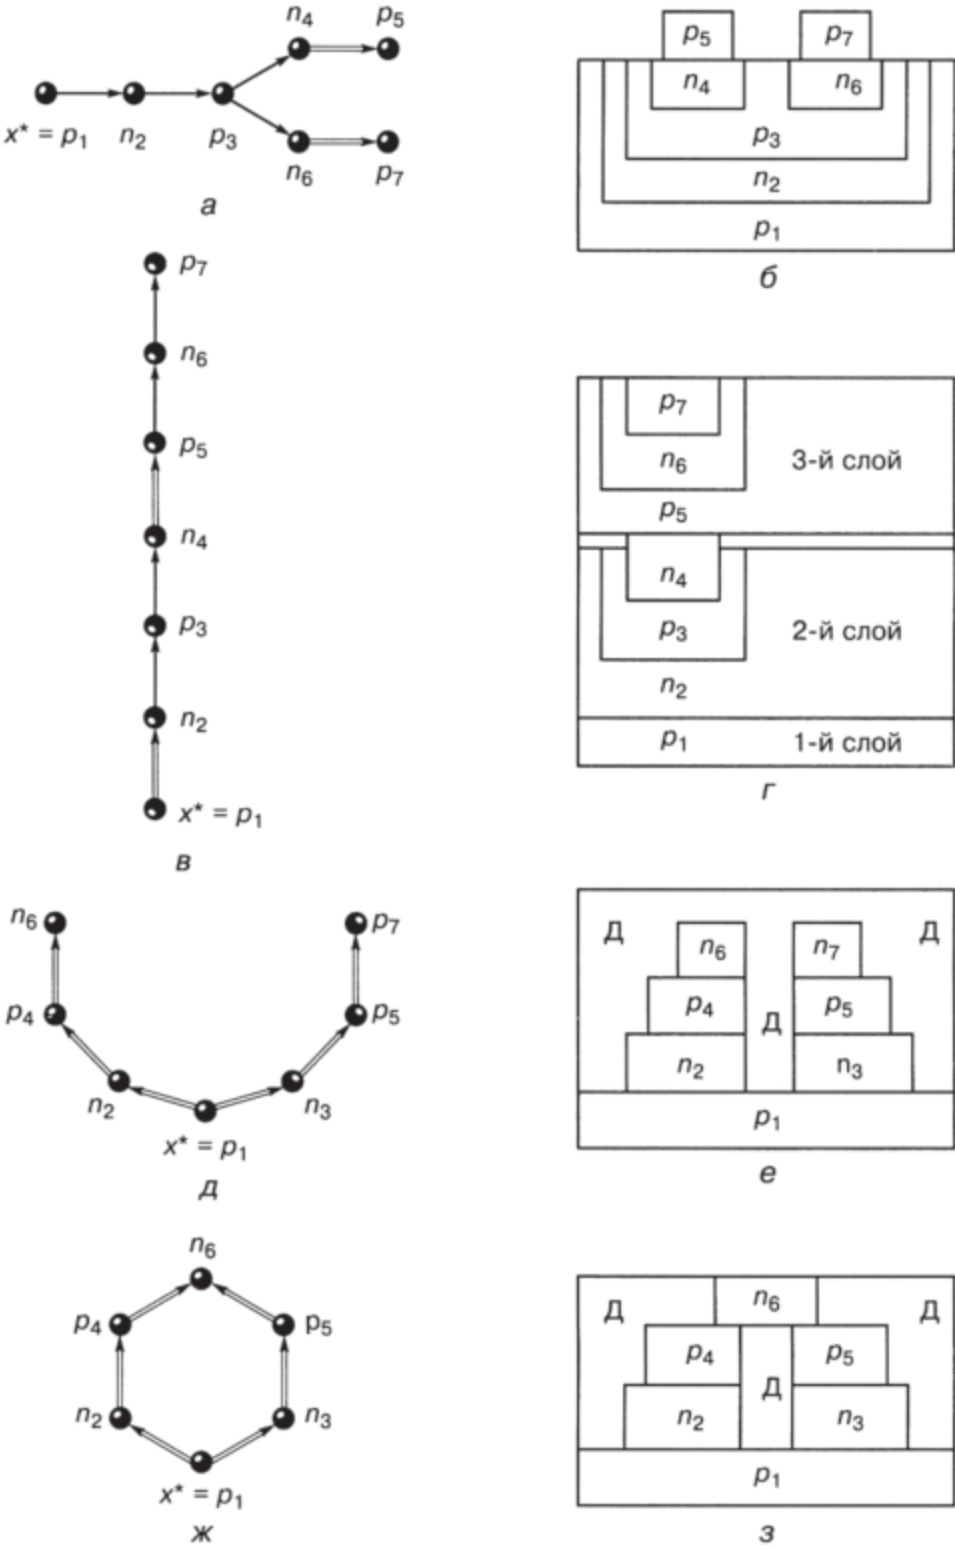 n4 p5
x* = p1 n2 p3
n6 p7
а
p5 p7
n4 n6
p3
n2
p1
б
p7
n6
p5
n4
p3
n2
x* = p1
в
p7
n6 3-й слой
p5
n4
p3 2-й слой
n2
p1 1-й слой
г
n6 p7
p4 p5
n2 n3
x* = p1
д
Д Д
n6 n7
p4 Д p5
n2 n3
p1
е
n6
p4 p5
n2 n3
x* = p1
ж
Д n6 Д
p4 p5
Д
n2 n3
p1
з